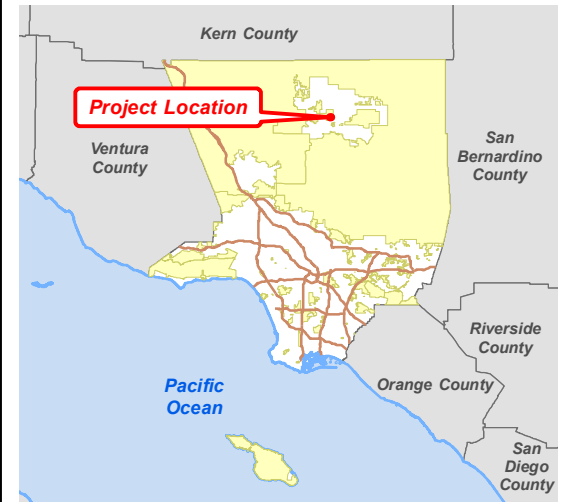 Kern County
Project Location
Ventura
County
San
Bernardino
County
Riverside
County
Orange County
Pacific
Ocean
San
Diego
County